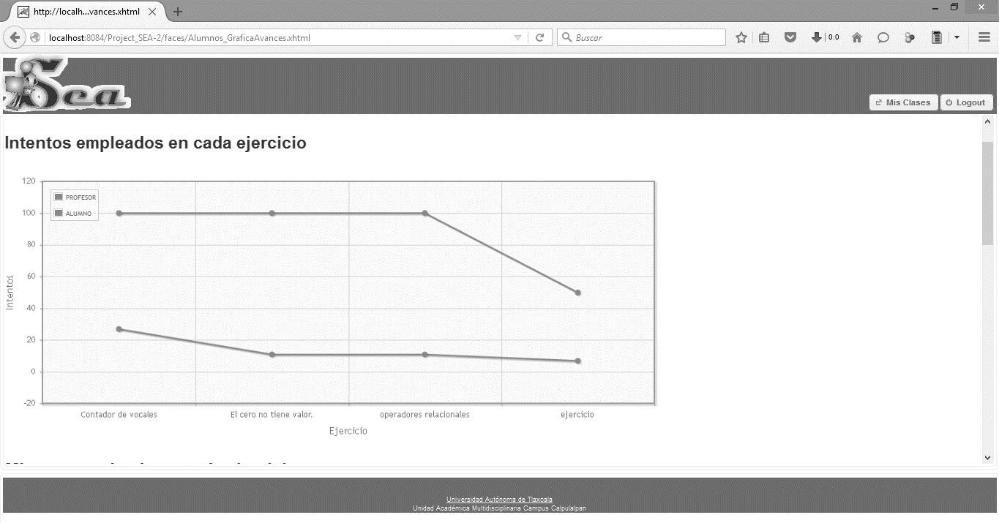 http://localh...vances.xhtml
localhost:8084/Project_SEA-2/faces/Alumnos_GraficaAvances.xhtml
Buscar
0:0
Sea
Mis Clases
Logout
Intentos empleados en cada ejercicio
120
100
80
60
40
20
0
-20
PROFESOR
ALUMNO
Intentos
Contador de vocales
El cero no tiene valor.
operadores relacionales
ejercicio
Ejercicio
Universidad Autónoma de Tlaxcala
Unidad Académica Multidisciplinaria Campus Calpulalpan